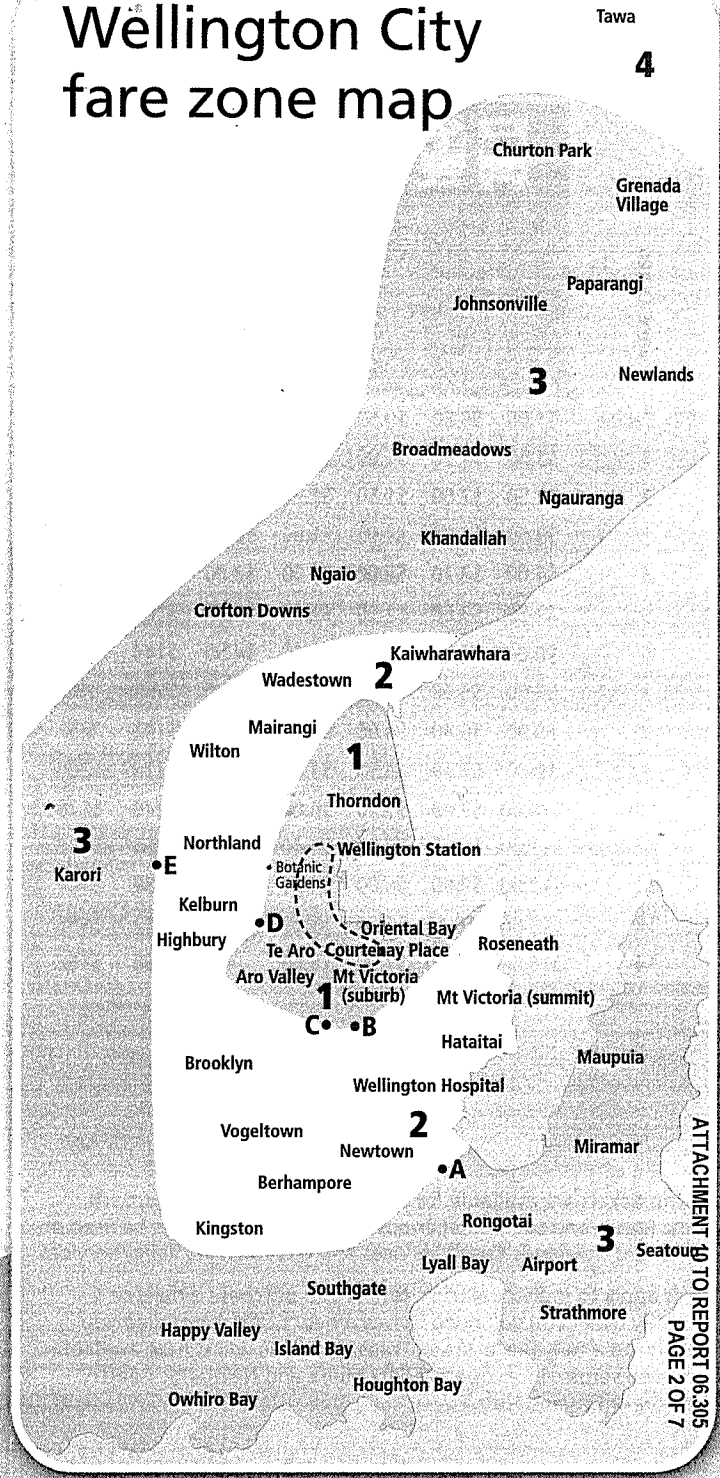 Wellington City
fare zone map
Tawa
4
Churton Park
Grenada
Village
Paparangi
Johnsonville
3
Newlands
Broadmeadows
Ngauranga
Khandallah
Ngaio
Crofton Downs
Kaiwharawhara
Wadestown
2
Mairangi
Wilton
1
Thorndon
3
Karori
Northland
Wellington Station
E
Botanic
Gardens
Kelburn
D
Highbury
Oriental Bay
Te Aro
Courtenay Place
Roseneath
Aro Valley
Mt Victoria
(suburb)
1
Mt Victoria (summit)
C
B
Hataitai
Brooklyn
Maupuia
Wellington Hospital
2
Vogeltown
Newtown
Miramar
A
Berhampore
Kingston
Rongotai
3
Seatoun
Lyall Bay
Airport
Southgate
Strathmore
Happy Valley
Island Bay
Houghton Bay
Owhiro Bay
ATTACHMENT 10 TO REPORT 06.305
PAGE 2 OF 7